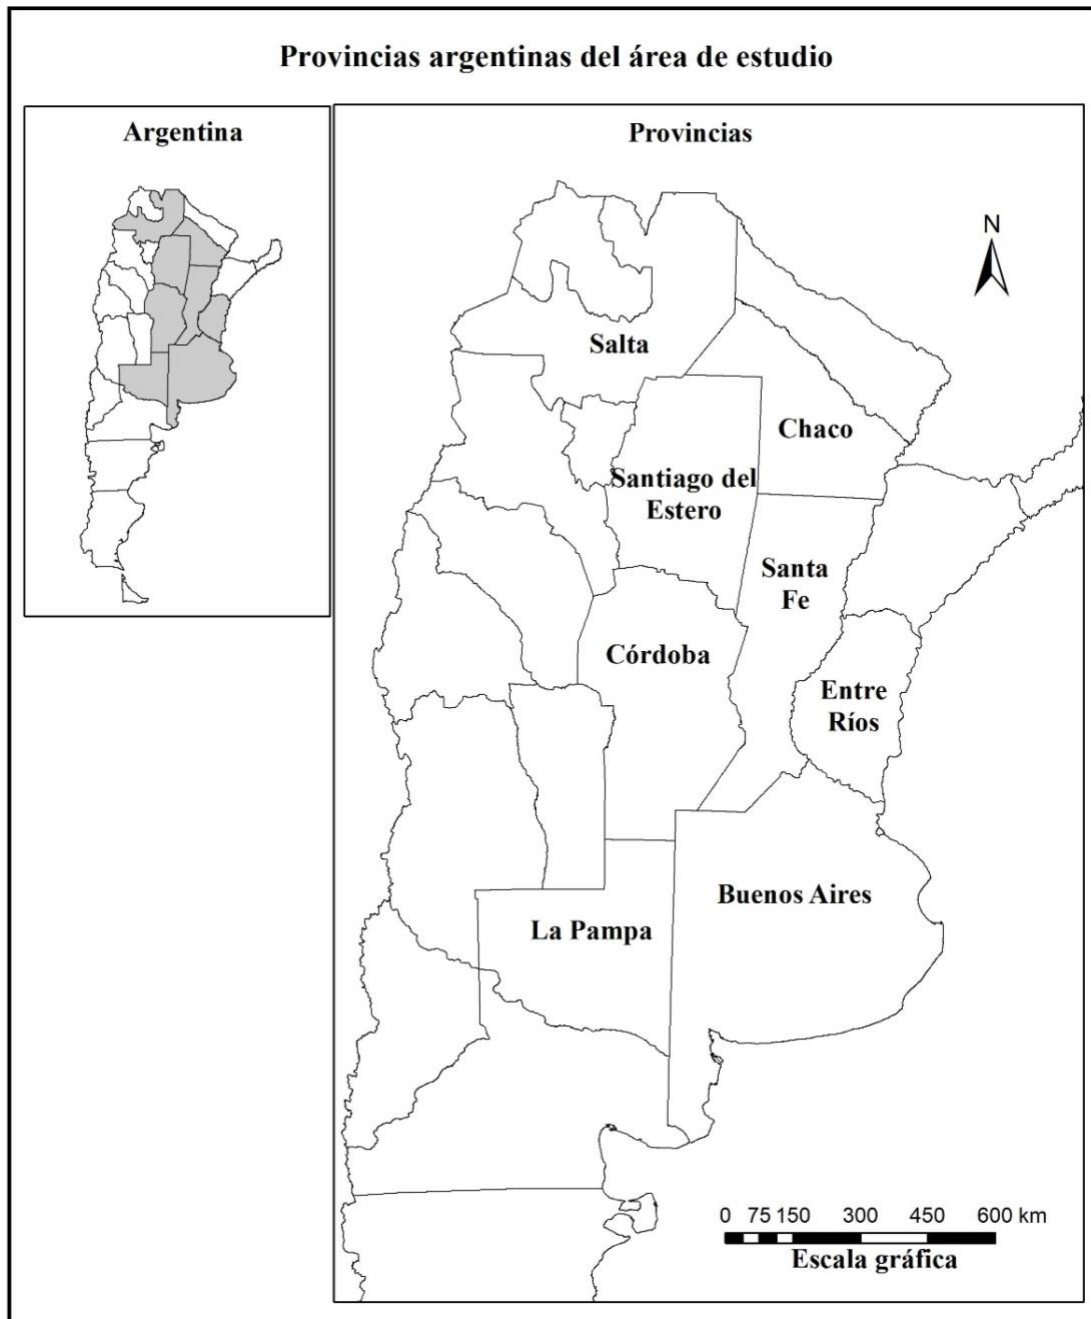 Provincias argentinas del área de estudio
Argentina
Provincias
N
Salta
Chaco
Santiago del
Estero
Santa
Fe
Córdoba
Entre
Ríos
Buenos Aires
La Pampa
0 75 150 300 450 600 km
Escala gráfica